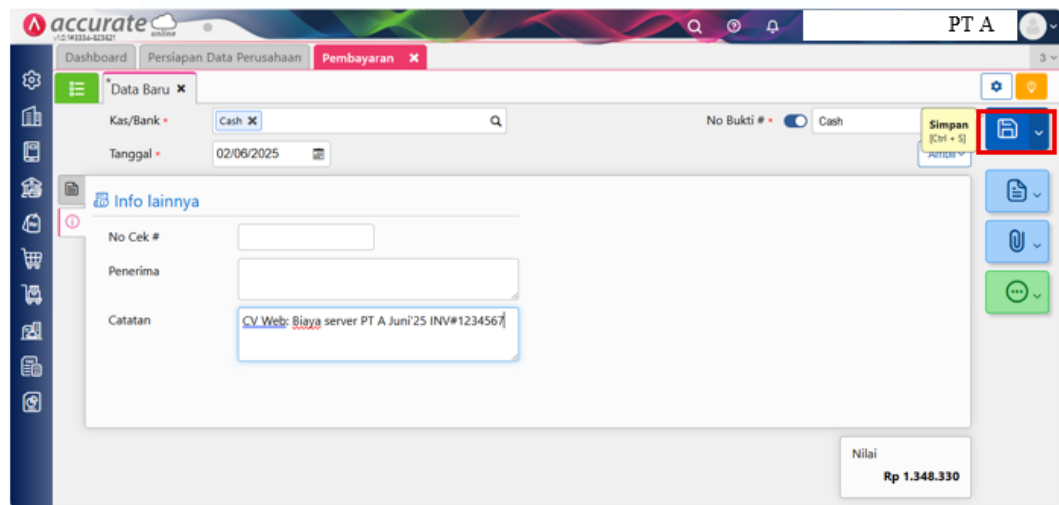 accurate online PT A
Dashboard Persiapan Data Perusahaan Pembayaran 3
*Data Baru
Kas/Bank * Cash No Bukti # * Cash
Simpan
[Ctrl + S]
Tanggal * 02/06/2025 Ambil
Info lainnya
No Cek #
Penerima
Catatan CV Web: Biaya server PT A Juni'25 INV#1234567
Nilai
Rp 1.348.330